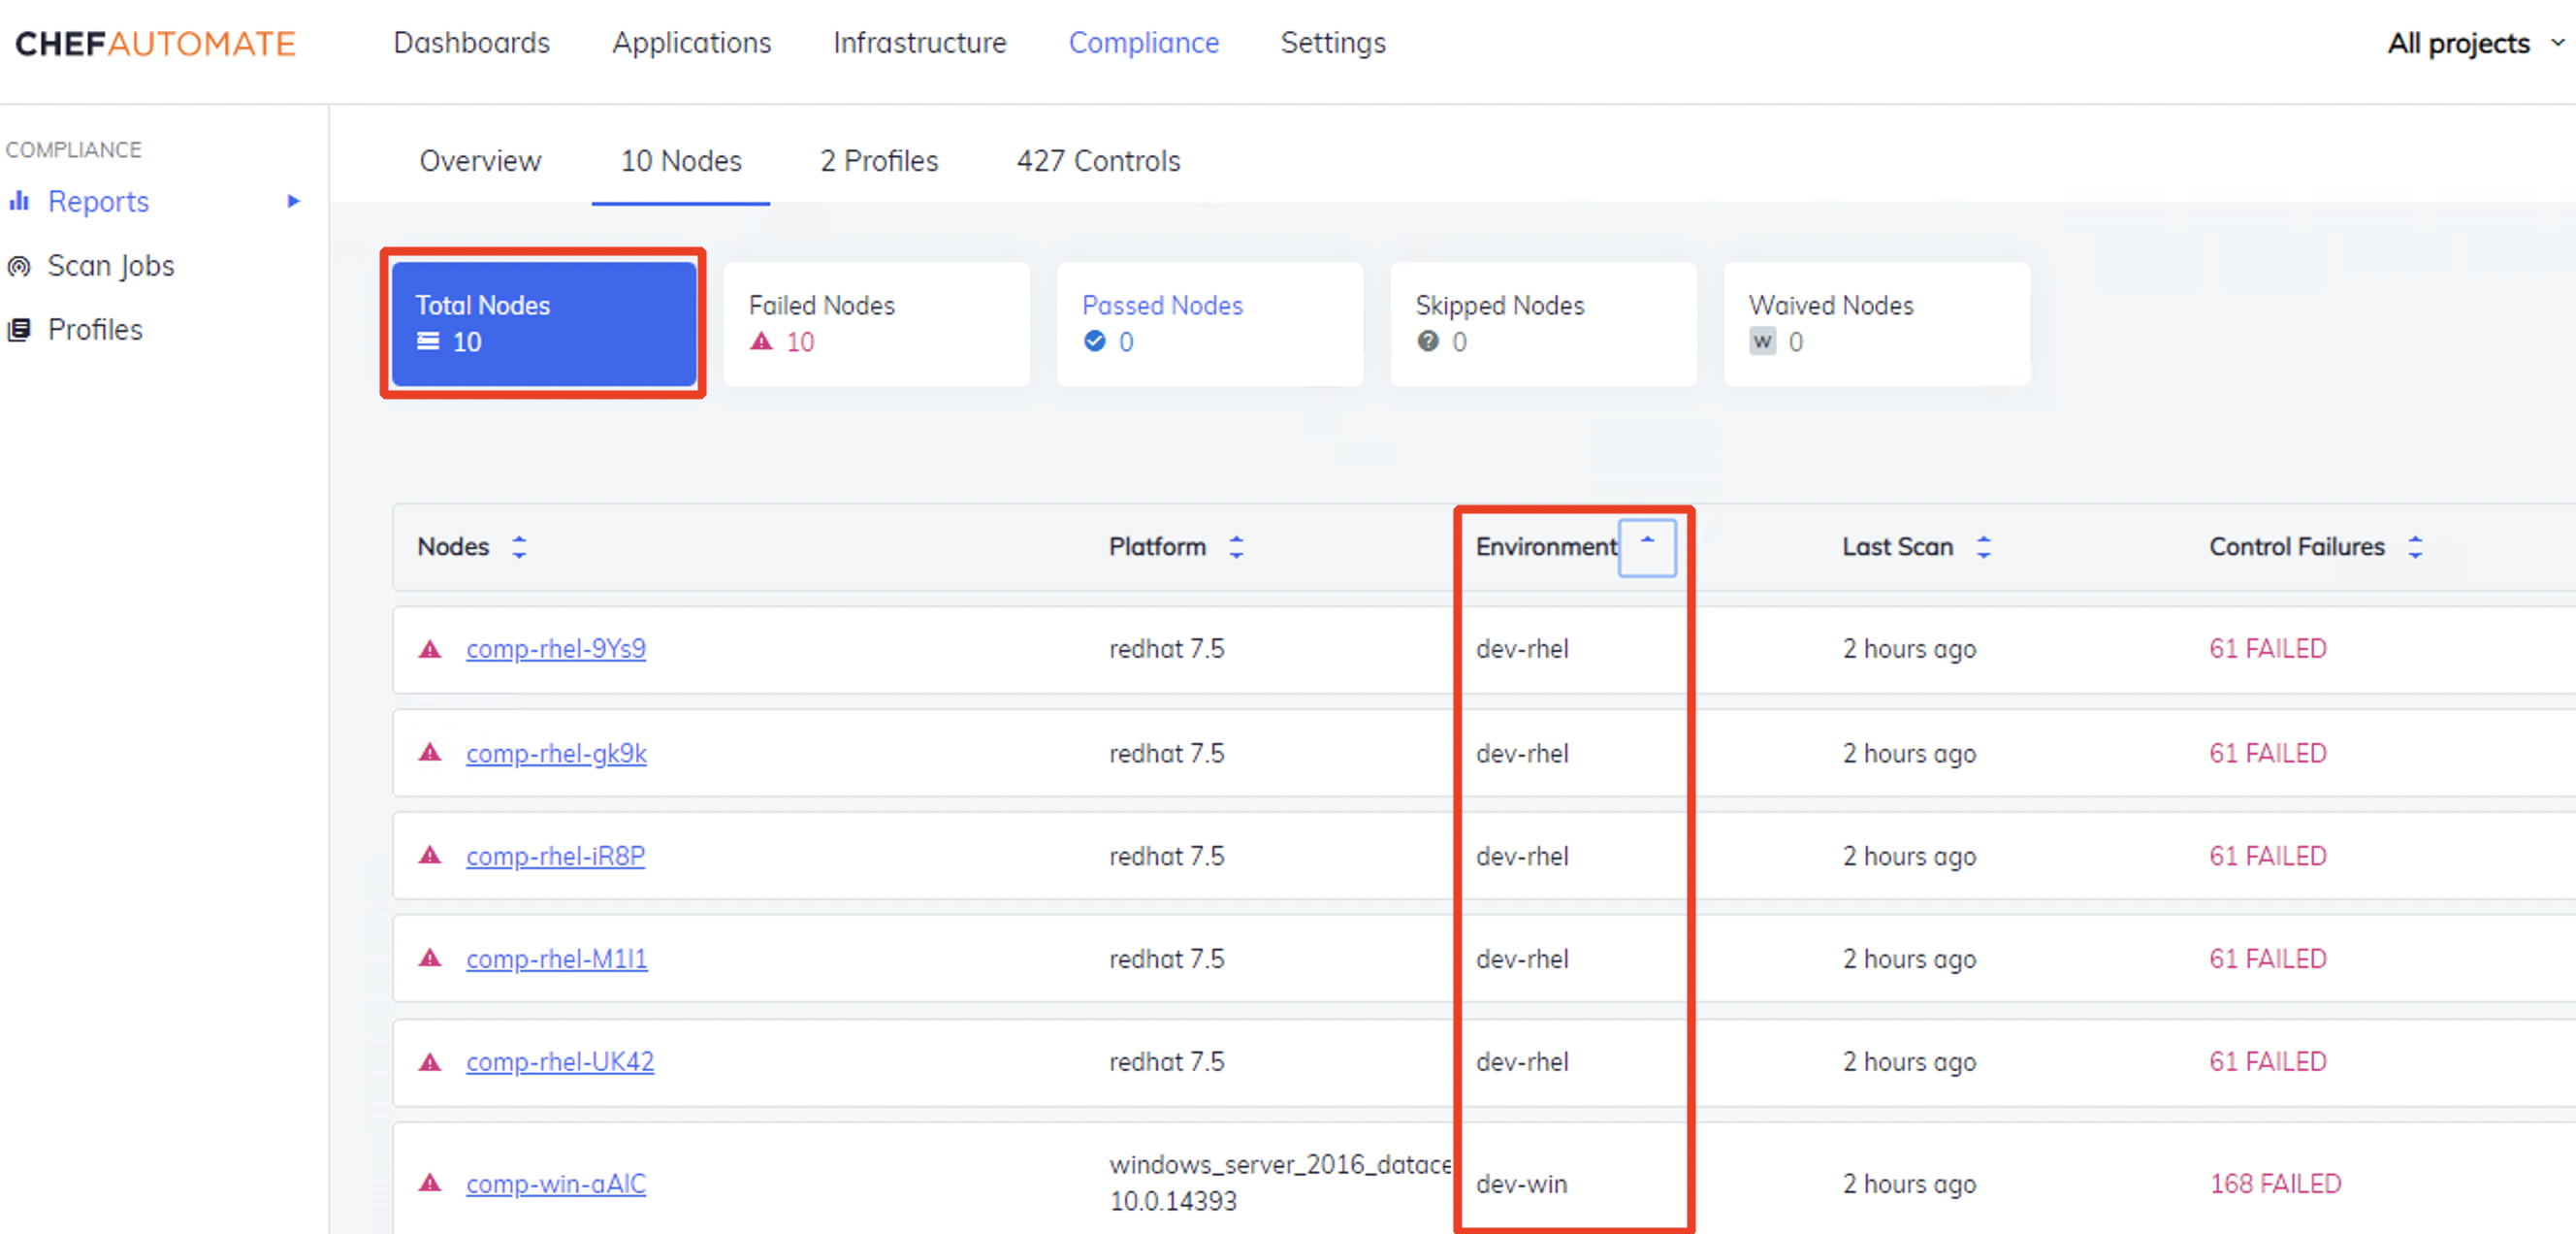 CHEFAUTOMATE Dashboards Applications Infrastructure Compliance Settings All projects
COMPLIANCE
Reports
Scan Jobs
Profiles
Overview 10 Nodes 2 Profiles 427 Controls
Total Nodes
10
Failed Nodes
10
Passed Nodes
0
Skipped Nodes
0
Waived Nodes
W 0
Nodes Platform Environment Last Scan Control Failures
comp-rhel-9Ys9 redhat 7.5 dev-rhel 2 hours ago 61 FAILED
comp-rhel-gk9k redhat 7.5 dev-rhel 2 hours ago 61 FAILED
comp-rhel-iR8P redhat 7.5 dev-rhel 2 hours ago 61 FAILED
comp-rhel-M1l1 redhat 7.5 dev-rhel 2 hours ago 61 FAILED
comp-rhel-UK42 redhat 7.5 dev-rhel 2 hours ago 61 FAILED
comp-win-aAIC windows_server_2016_datace
10.0.14393 dev-win 2 hours ago 168 FAILED